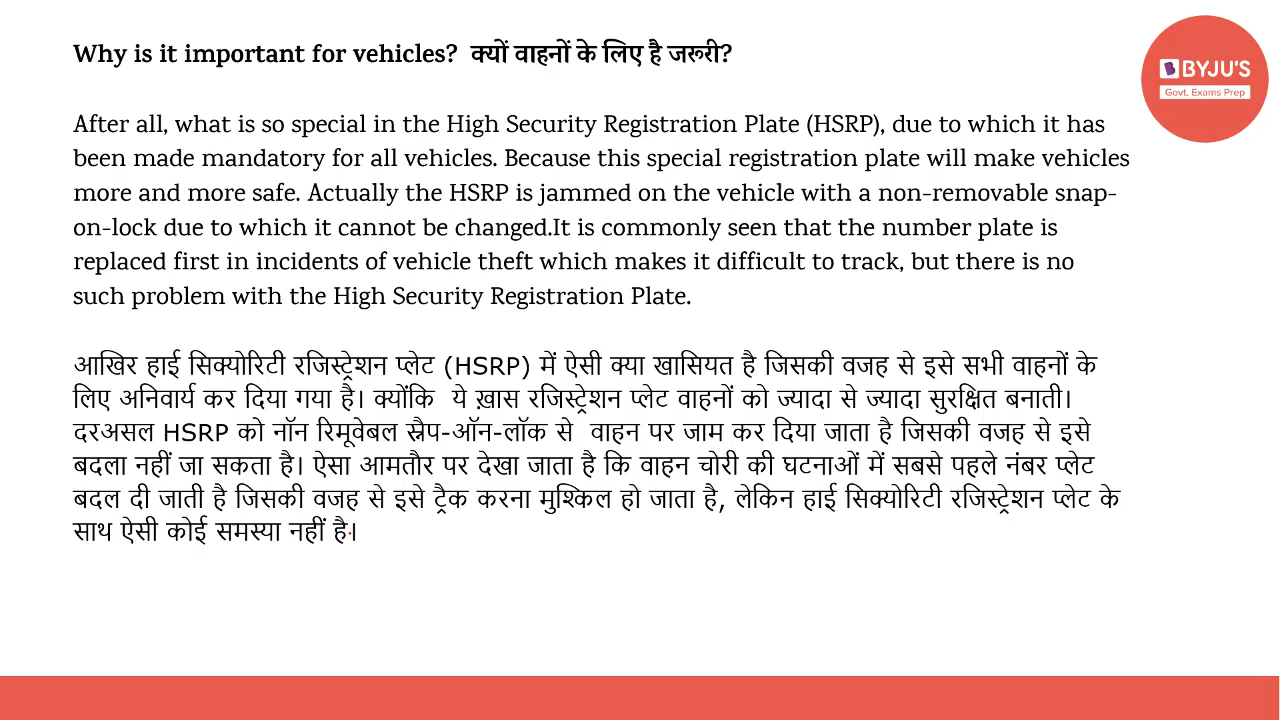 Why is it important for vehicles?  क्यों वाहनों के लिए है जरूरी?
BYJU'S
Govt. Exams Prep
After all, what is so special in the High Security Registration Plate (HSRP), due to which it has
been made mandatory for all vehicles. Because this special registration plate will make vehicles
more and more safe. Actually the HSRP is jammed on the vehicle with a non-removable snap-
on-lock due to which it cannot be changed.It is commonly seen that the number plate is
replaced first in incidents of vehicle theft which makes it difficult to track, but there is no
such problem with the High Security Registration Plate.
आखिर हाई सिक्योरिटी रजिस्ट्रेशन प्लेट (HSRP) में ऐसी क्या खासियत है जिसकी वजह से इसे सभी वाहनों के
लिए अनिवार्य कर दिया गया है। क्योंकि  ये ख़ास रजिस्ट्रेशन प्लेट वाहनों को ज्यादा से ज्यादा सुरक्षित बनाती।
दरअसल HSRP को नॉन रिमूवेबल स्नैप-ऑन-लॉक से  वाहन पर जाम कर दिया जाता है जिसकी वजह से इसे
बदला नहीं जा सकता है। ऐसा आमतौर पर देखा जाता है कि वाहन चोरी की घटनाओं में सबसे पहले नंबर प्लेट
बदल दी जाती है जिसकी वजह से इसे ट्रैक करना मुश्किल हो जाता है, लेकिन हाई सिक्योरिटी रजिस्ट्रेशन प्लेट के
साथ ऐसी कोई समस्या नहीं है।